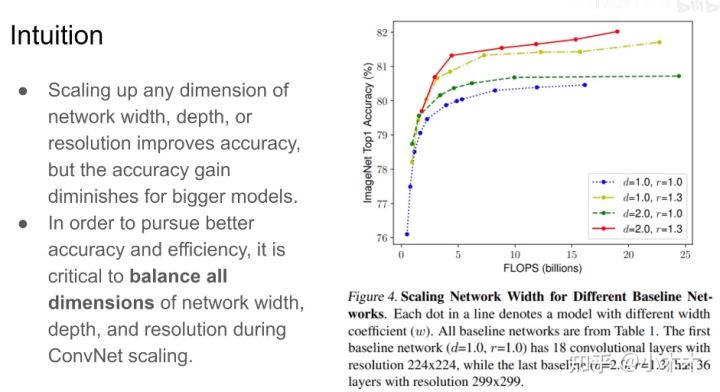 Intuition
● Scaling up any dimension of
network width, depth, or
resolution improves accuracy,
but the accuracy gain
diminishes for bigger models.
● In order to pursue better
accuracy and efficiency, it is
critical to balance all
dimensions of network width,
depth, and resolution during
ConvNet scaling.
ImageNet Top1 Accuracy (%)
82
81
80
79
78
77
76
d=1.0, r=1.0
d=1.0, r=1.3
d=2.0, r=1.0
d=2.0, r=1.3
0 5 10 15 20 25
FLOPS (billions)
Figure 4. Scaling Network Width for Different Baseline Net-
works. Each dot in a line denotes a model with different width
coefficient (w). All baseline networks are from Table 1. The first
baseline network (d=1.0, r=1.0) has 18 convolutional layers with
resolution 224x224, while the last baseline (d=2.0, r=1.3) has 36
layers with resolution 299x299.
知乎